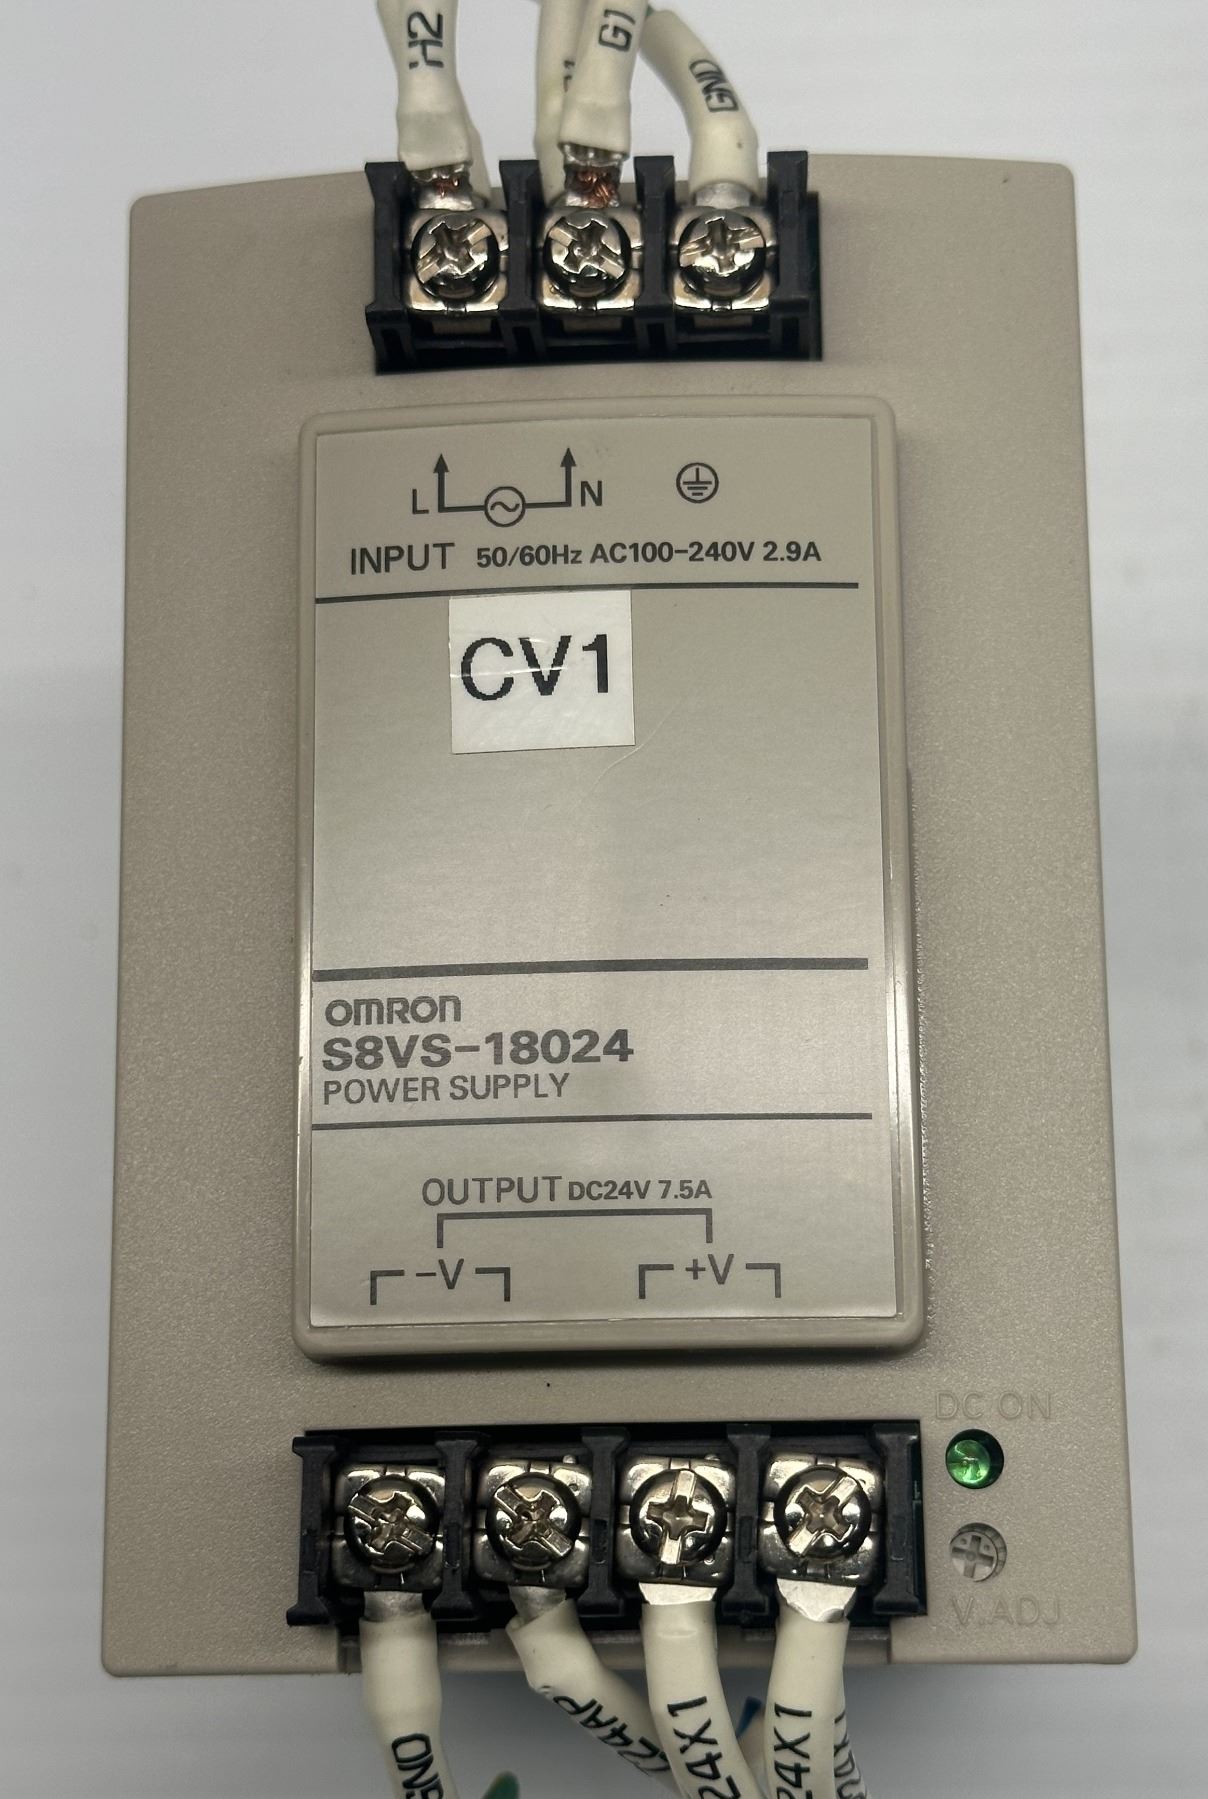 H2
G1
GND
L
N
INPUT 50/60Hz AC100-240V 2.9A
CV1
OMRON
S8VS-18024
POWER SUPPLY
OUTPUT DC24V 7.5A
-V
+V
DC ON
V.ADJ
GND
24X1
24X1